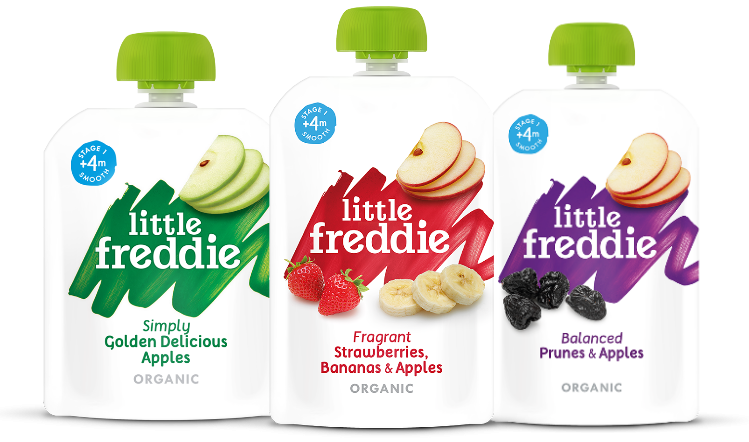 STAGE 1
+4m
SMOOTH
little
freddie
Simply
Golden Delicious
Apples
ORGANIC
STAGE 1
+4m
SMOOTH
little
freddie
Fragrant
Strawberries,
Bananas & Apples
ORGANIC
STAGE 1
+4m
SMOOTH
little
freddie
Balanced
Prunes & Apples
ORGANIC